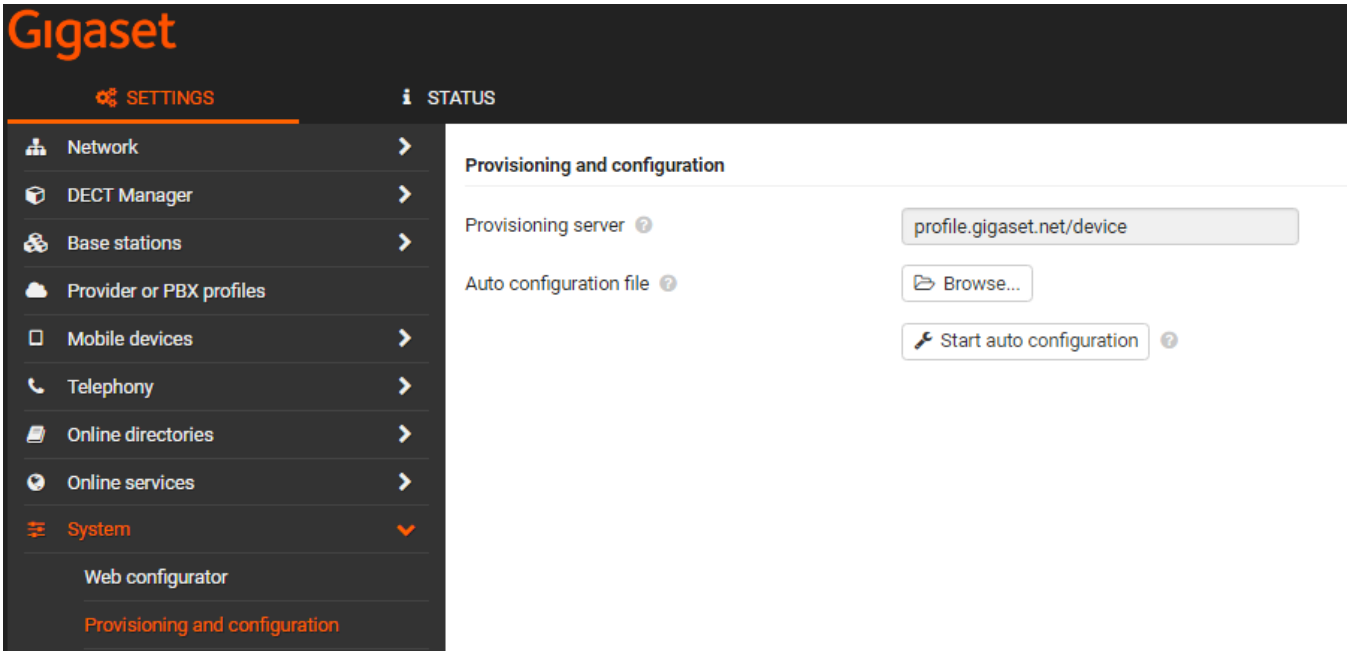 Gigaset
SETTINGS
STATUS
Network
DECT Manager
Base stations
Provider or PBX profiles
Mobile devices
Telephony
Online directories
Online services
System
Web configurator
Provisioning and configuration
Provisioning and configuration
Provisioning server
profile.gigaset.net/device
Auto configuration file
Browse...
Start auto configuration